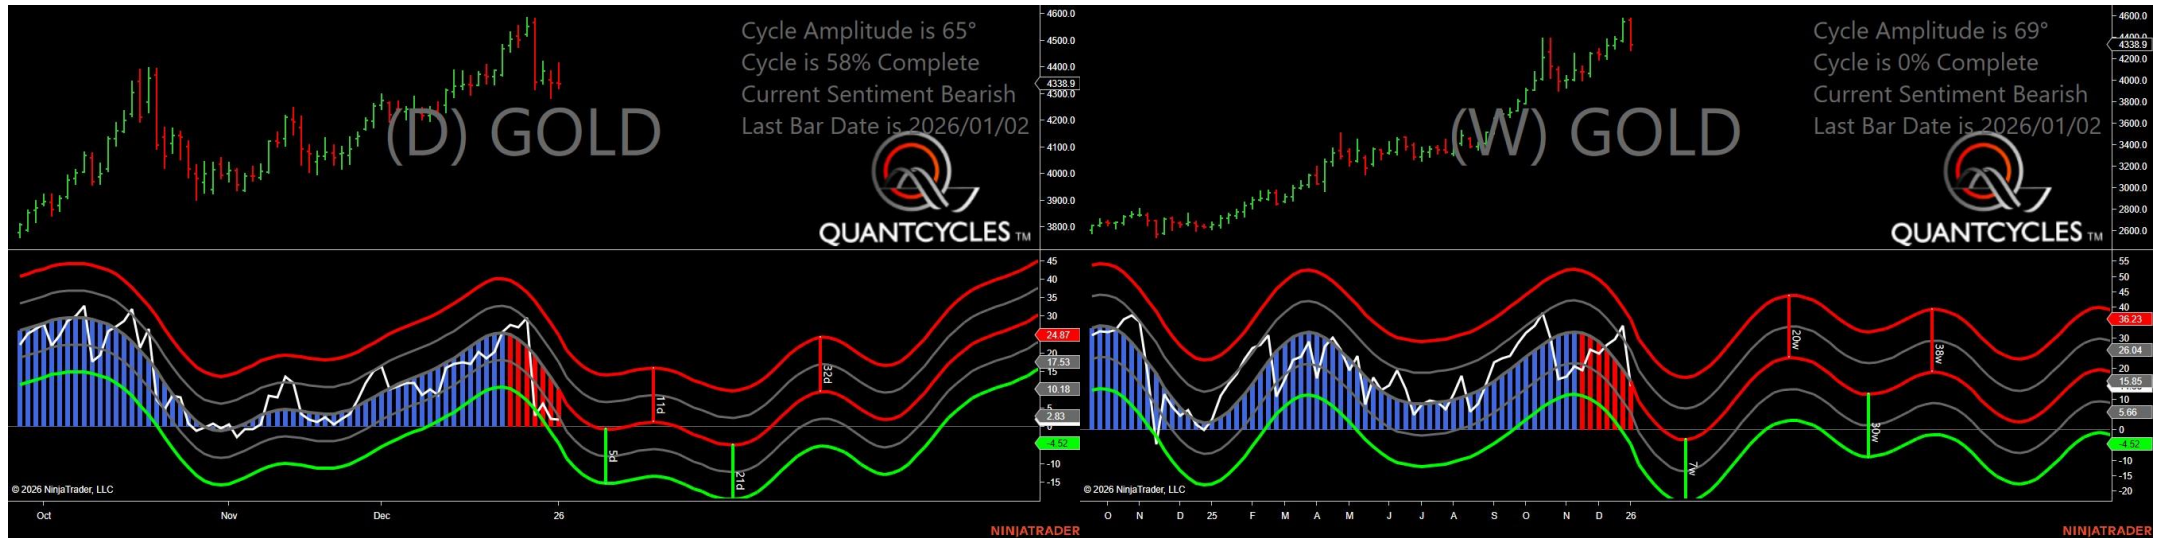 Cycle Amplitude is 65°
Cycle is 58% Complete
Current Sentiment Bearish
Last Bar Date is 2026/01/02
(D) GOLD
QUANTCYCLES TM
4600.0
4500.0
4400.0
4338.9
4300.0
4200.0
4100.0
4000.0
3900.0
3800.0
45
40
35
30
24.87
20
17.53
15
10.18
5
2.83
0
-4.52
-10
-15
5d
11d
21d
32d
© 2026 NinjaTrader, LLC
Oct
Nov
Dec
26
NINJATRADER
Cycle Amplitude is 69°
Cycle is 0% Complete
Current Sentiment Bearish
Last Bar Date is 2026/01/02
(W) GOLD
QUANTCYCLES TM
4600.0
4400.0
4338.9
4200.0
4000.0
3800.0
3600.0
3400.0
3200.0
3000.0
2800.0
2600.0
55
50
45
40
36.23
30
26.04
20
15.85
10
5.66
0
-4.52
-10
-15
-20
7w
20w
30w
38w
© 2026 NinjaTrader, LLC
O N D 25 F M A M J J A S O N D 26
NINJATRADER